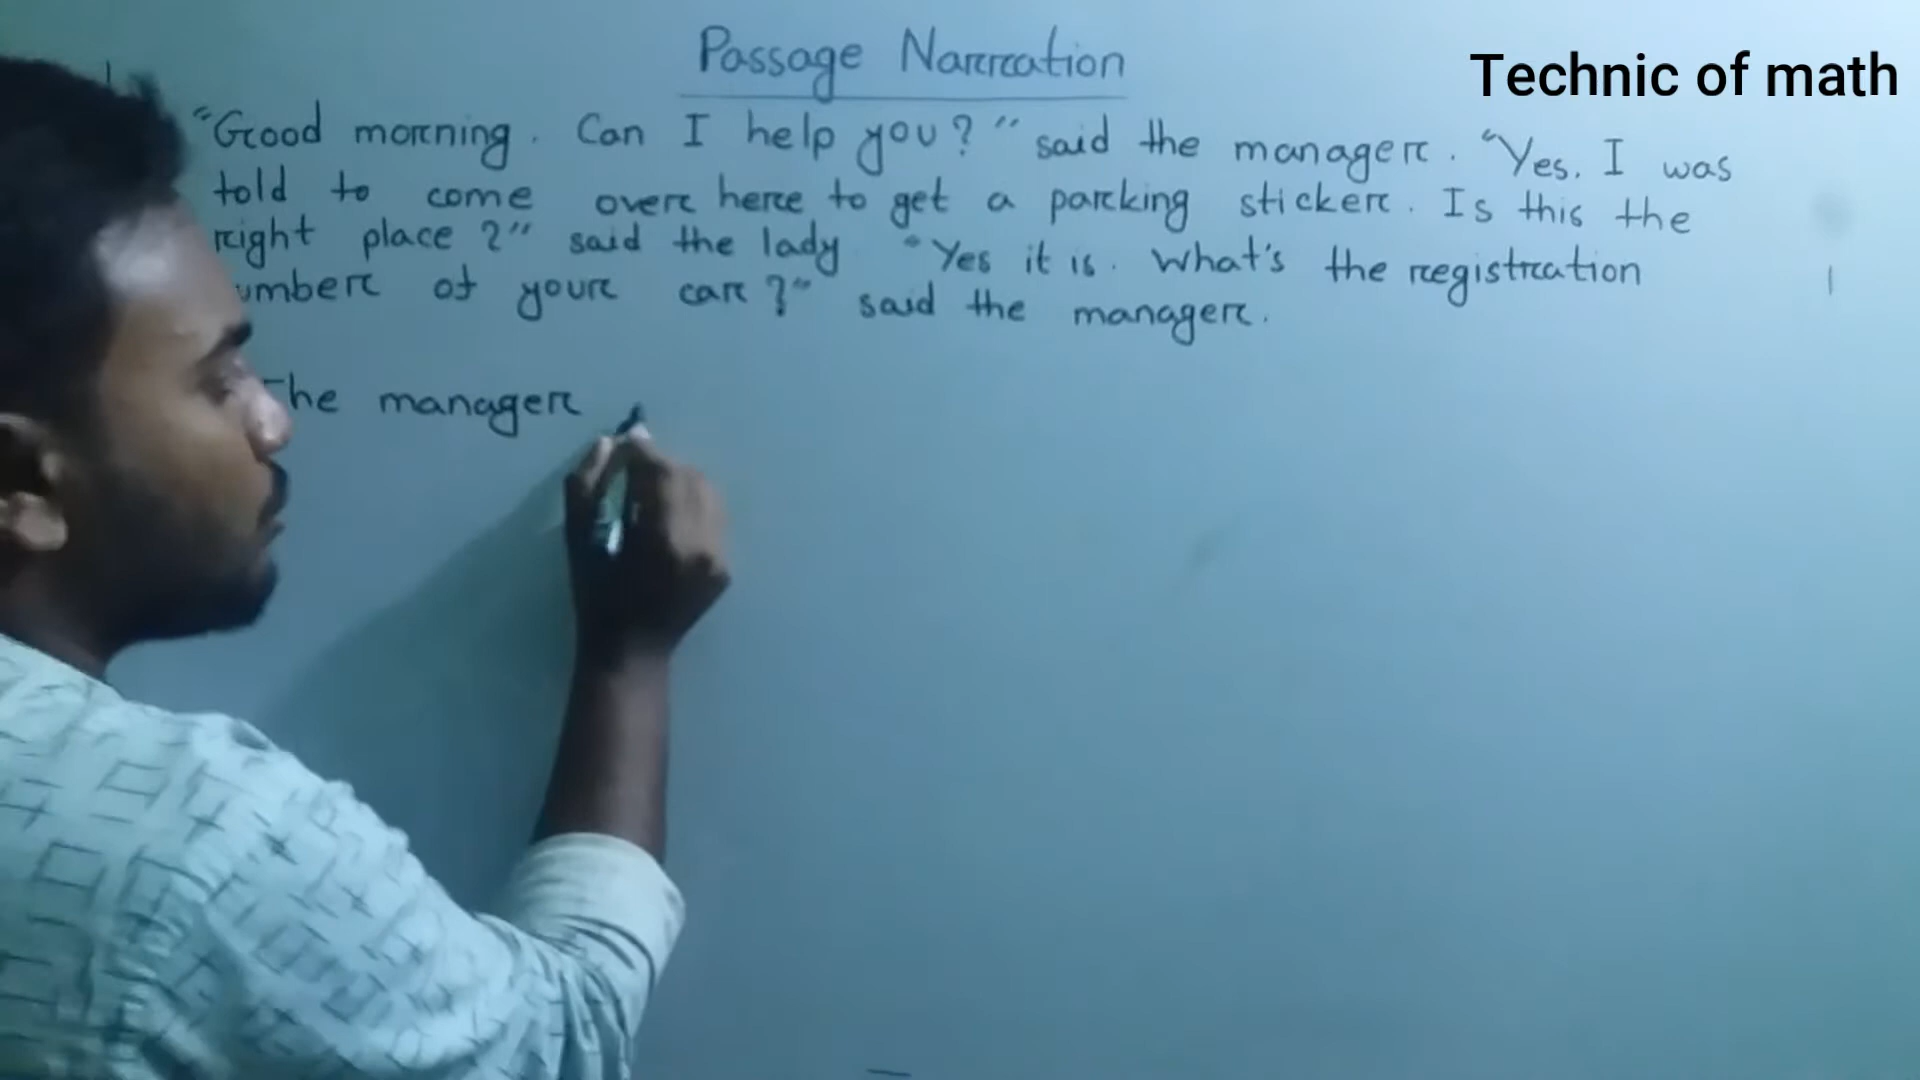 Passage Narration
Technic of math
"Good morning. Can I help you?" said the manager. "Yes. I was
told to come over here to get a parking sticker. Is this the
right place?" said the lady "Yes it is. What's the registration
umber of your car?" said the manager.
The manager